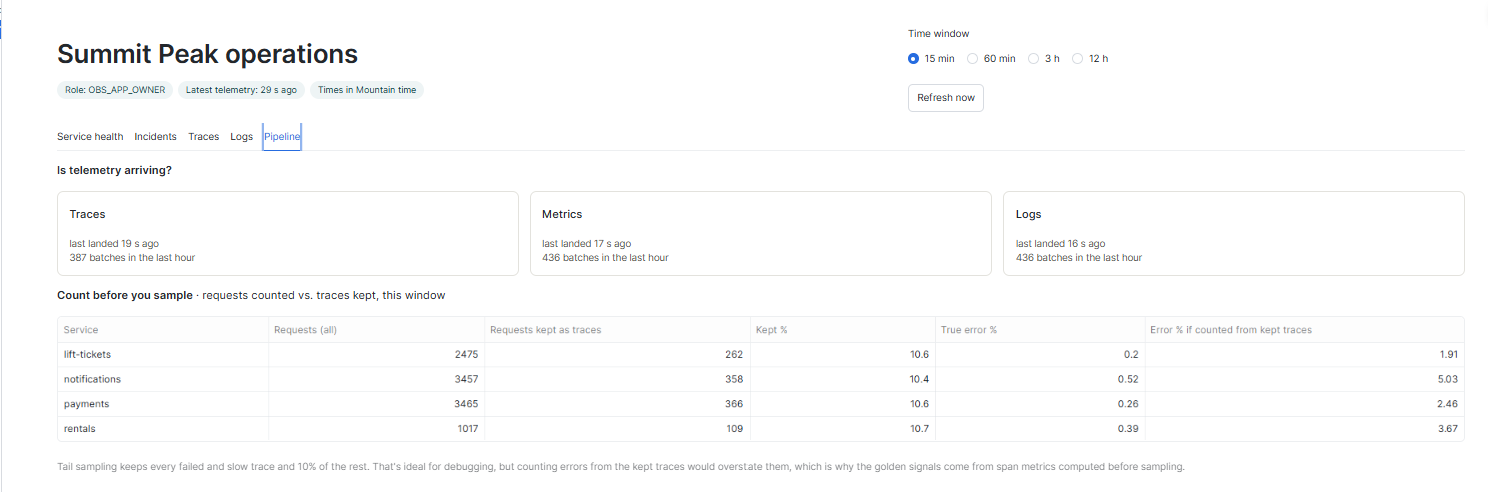 Summit Peak operations
Role: OBS_APP_OWNER Latest telemetry: 29 s ago Times in Mountain time
Time window
15 min 60 min 3 h 12 h
Refresh now
Service health Incidents Traces Logs Pipeline
Is telemetry arriving?
Traces
last landed 19 s ago
387 batches in the last hour
Metrics
last landed 17 s ago
436 batches in the last hour
Logs
last landed 16 s ago
436 batches in the last hour
Count before you sample · requests counted vs. traces kept, this window
Service Requests (all) Requests kept as traces Kept % True error % Error % if counted from kept traces
lift-tickets 2475 262 10.6 0.2 1.91
notifications 3457 358 10.4 0.52 5.03
payments 3465 366 10.6 0.26 2.46
rentals 1017 109 10.7 0.39 3.67
Tail sampling keeps every failed and slow trace and 10% of the rest. That's ideal for debugging, but counting errors from the kept traces would overstate them, which is why the golden signals come from span metrics computed before sampling.